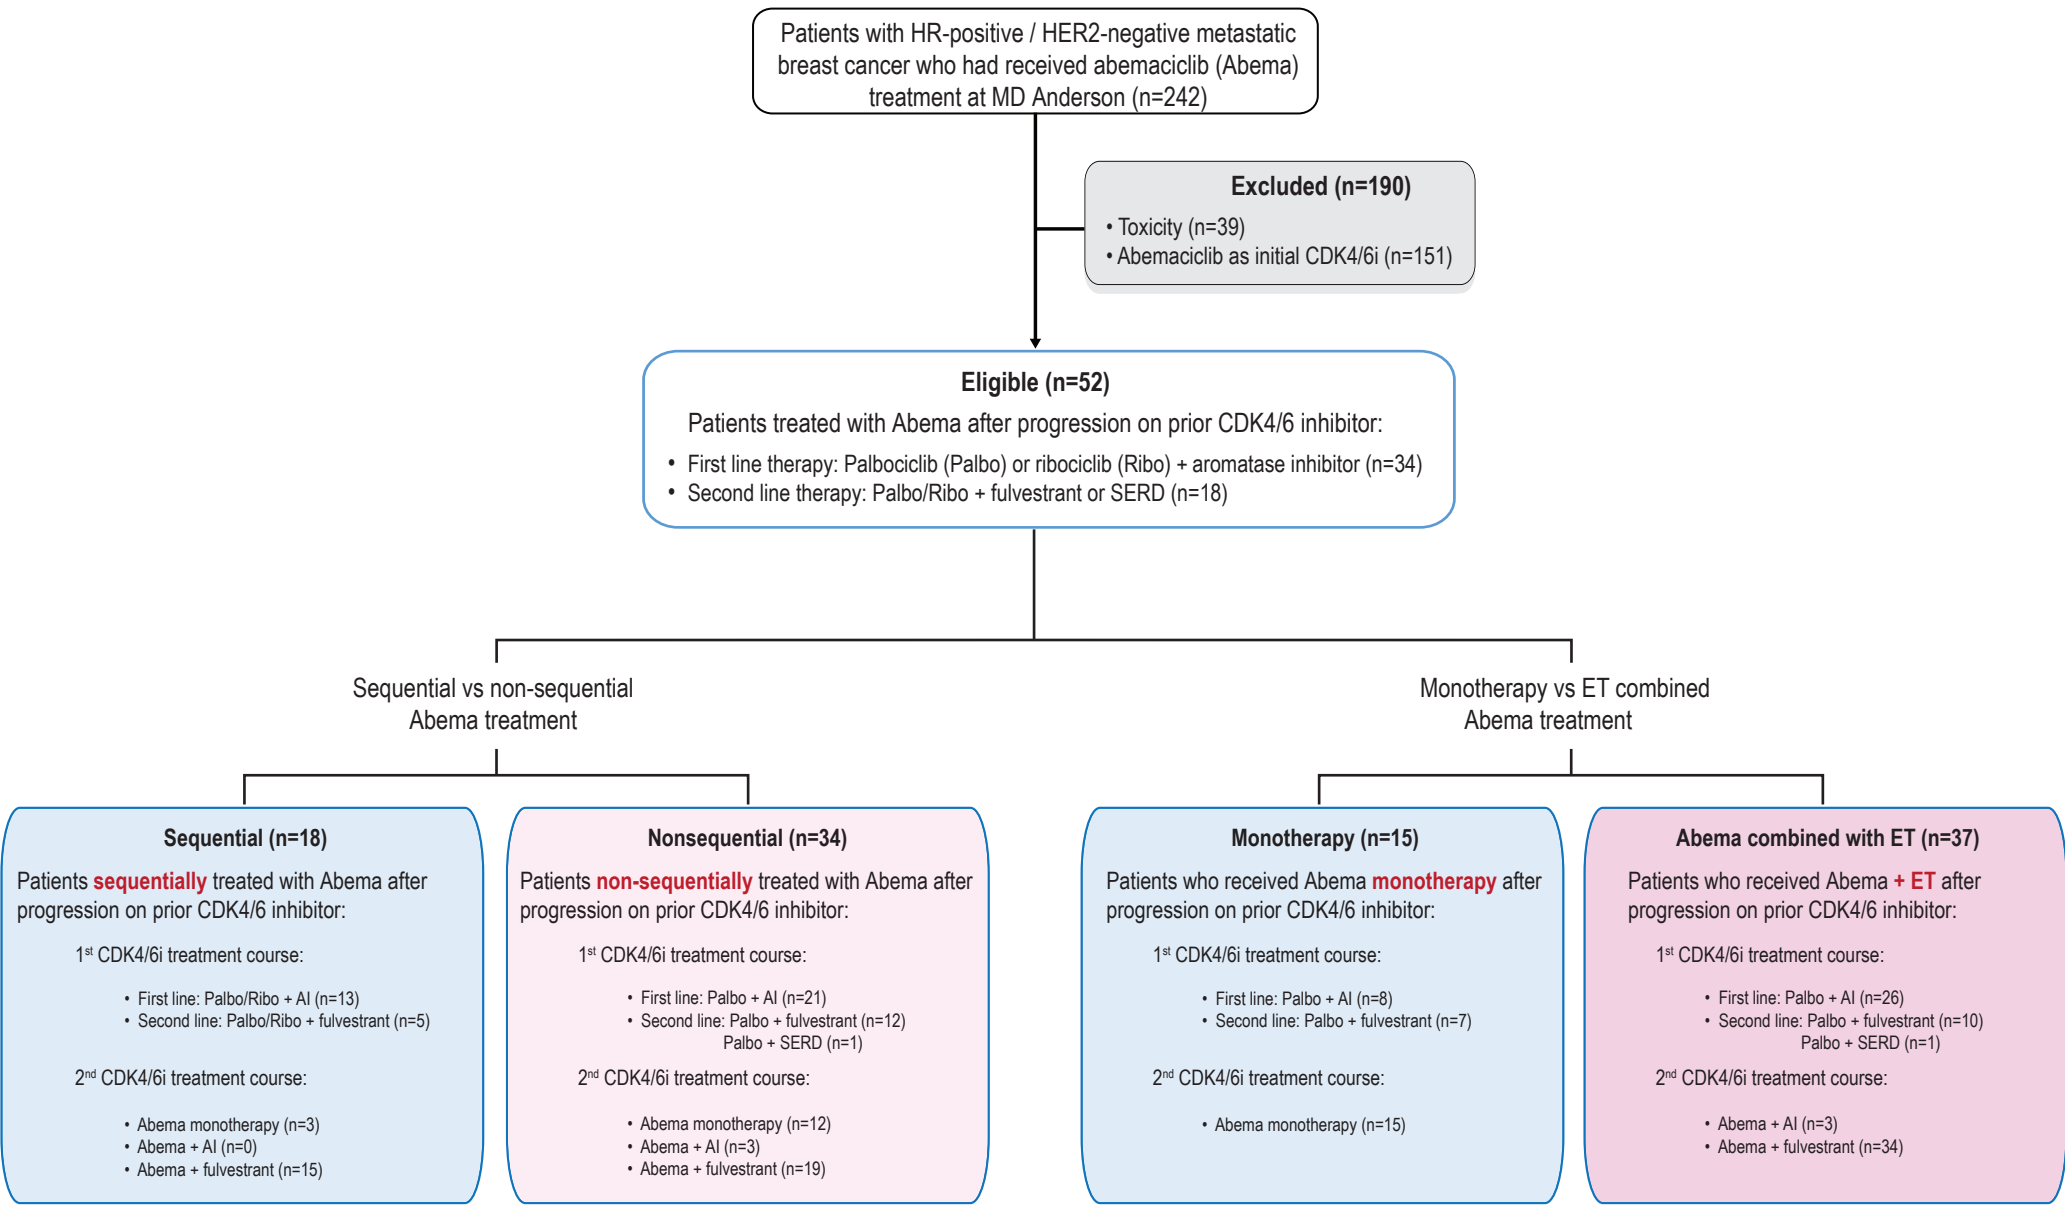 Patients with HR-positive / HER2-negative metastatic
breast cancer who had received abemaciclib (Abema)
treatment at MD Anderson (n=242)
Excluded (n=190)
• Toxicity (n=39)
• Abemaciclib as initial CDK4/6i (n=151)
Eligible (n=52)
Patients treated with Abema after progression on prior CDK4/6 inhibitor:
• First line therapy: Palbociclib (Palbo) or ribociclib (Ribo) + aromatase inhibitor (n=34)
• Second line therapy: Palbo/Ribo + fulvestrant or SERD (n=18)
Sequential vs non-sequential
Abema treatment
Monotherapy vs ET combined
Abema treatment
Sequential (n=18)
Patients sequentially treated with Abema after
progression on prior CDK4/6 inhibitor:
1st CDK4/6i treatment course:
• First line: Palbo/Ribo + AI (n=13)
• Second line: Palbo/Ribo + fulvestrant (n=5)
2nd CDK4/6i treatment course:
• Abema monotherapy (n=3)
• Abema + AI (n=0)
• Abema + fulvestrant (n=15)
Nonsequential (n=34)
Patients non-sequentially treated with Abema after
progression on prior CDK4/6 inhibitor:
1st CDK4/6i treatment course:
• First line: Palbo + AI (n=21)
• Second line: Palbo + fulvestrant (n=12)
Palbo + SERD (n=1)
2nd CDK4/6i treatment course:
• Abema monotherapy (n=12)
• Abema + AI (n=3)
• Abema + fulvestrant (n=19)
Monotherapy (n=15)
Patients who received Abema monotherapy after
progression on prior CDK4/6 inhibitor:
1st CDK4/6i treatment course:
• First line: Palbo + AI (n=8)
• Second line: Palbo + fulvestrant (n=7)
2nd CDK4/6i treatment course:
• Abema monotherapy (n=15)
Abema combined with ET (n=37)
Patients who received Abema + ET after
progression on prior CDK4/6 inhibitor:
1st CDK4/6i treatment course:
• First line: Palbo + AI (n=26)
• Second line: Palbo + fulvestrant (n=10)
Palbo + SERD (n=1)
2nd CDK4/6i treatment course:
• Abema + AI (n=3)
• Abema + fulvestrant (n=34)